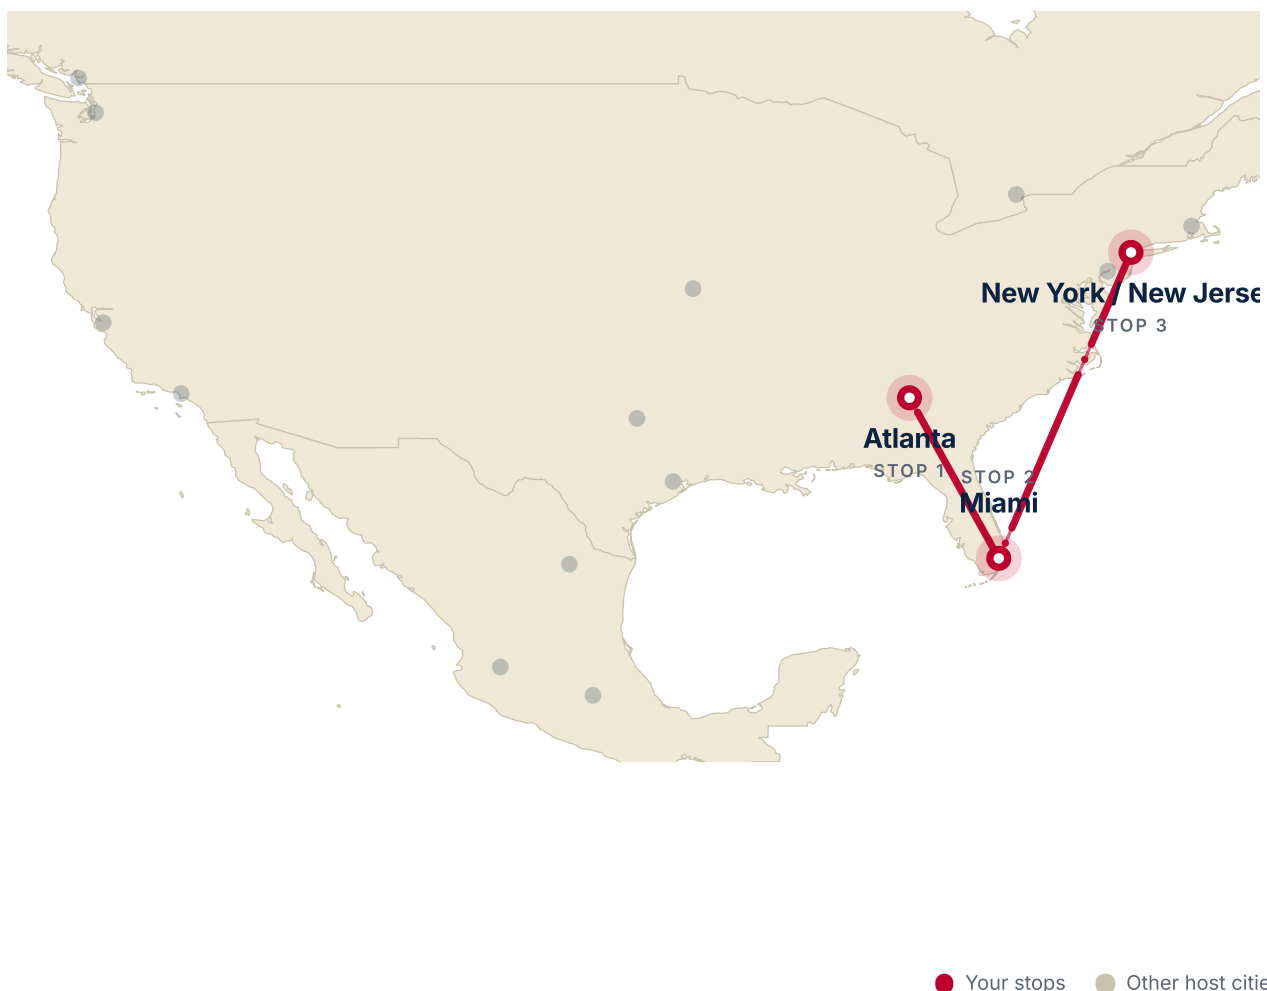 New York / New Jerse
STOP 3
Atlanta
STOP 1
STOP 2
Miami
Your stops
Other host citie